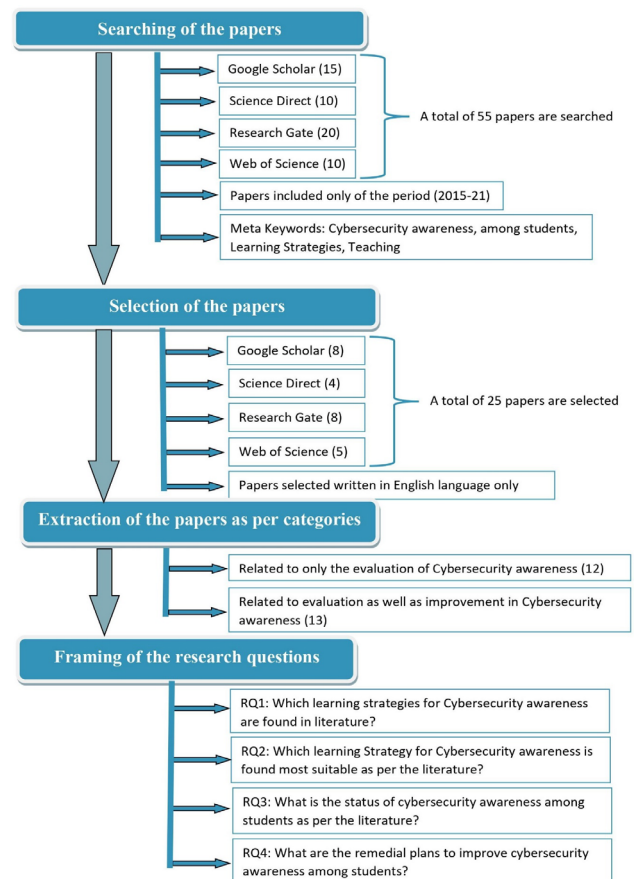 Searching of the papers
Google Scholar (15)
Science Direct (10)
Research Gate (20)
Web of Science (10)
A total of 55 papers are searched
Papers included only of the period (2015-21)
Meta Keywords: Cybersecurity awareness, among students,
Learning Strategies, Teaching
Selection of the papers
Google Scholar (8)
Science Direct (4)
Research Gate (8)
Web of Science (5)
A total of 25 papers are selected
Papers selected written in English language only
Extraction of the papers as per categories
Related to only the evaluation of Cybersecurity awareness (12)
Related to evaluation as well as improvement in Cybersecurity
awareness (13)
Framing of the research questions
RQ1: Which learning strategies for Cybersecurity awareness
are found in literature?
RQ2: Which learning Strategy for Cybersecurity awareness is
found most suitable as per the literature?
RQ3: What is the status of cybersecurity awareness among
students as per the literature?
RQ4: What are the remedial plans to improve cybersecurity
awareness among students?